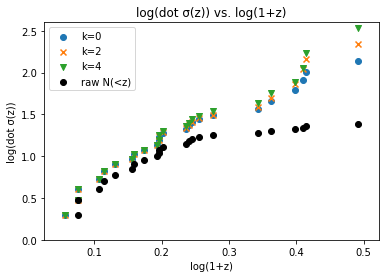 log(dot σ(z)) vs. log(1+z)
k=0
k=2
k=4
raw N(<z)
log(dot σ(z))
2.5
2.0
1.5
1.0
0.5
0.0
0.1 0.2 0.3 0.4 0.5
log(1+z)